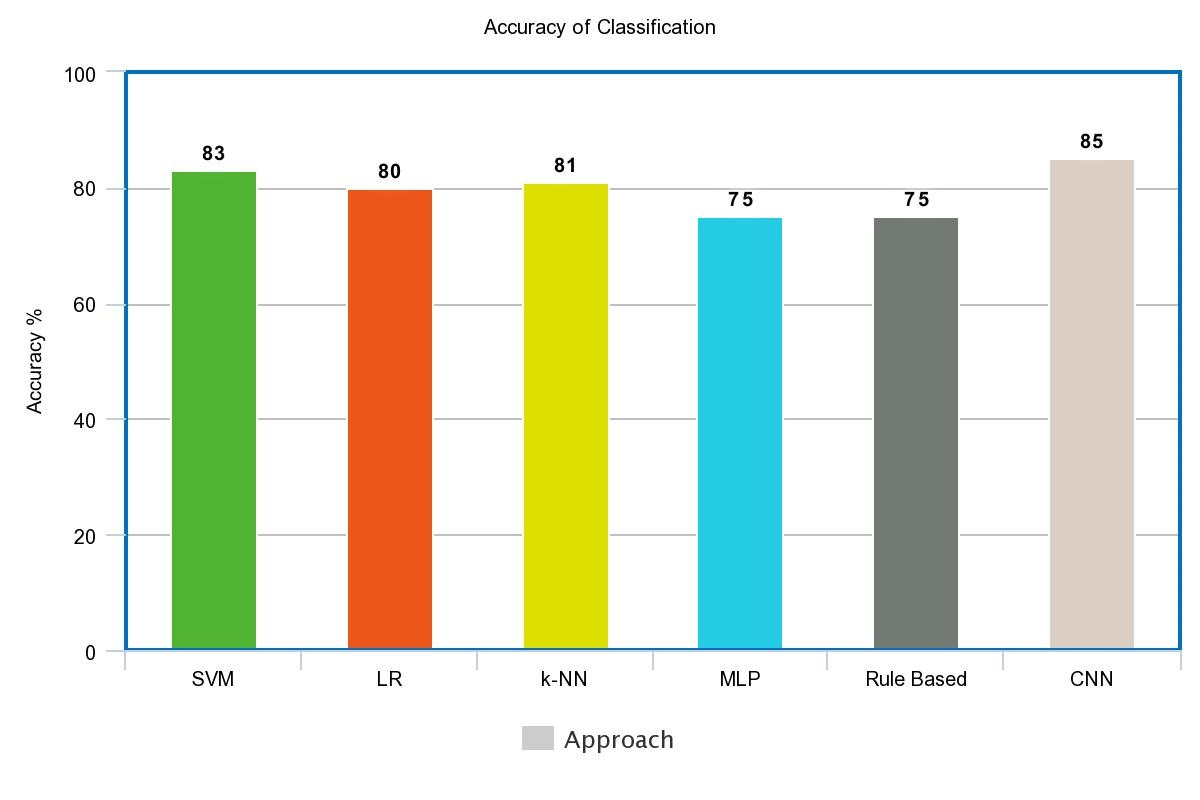 Accuracy of Classification
100
80
60
40
20
0
Accuracy %
83
80
81
75
75
85
SVM
LR
k-NN
MLP
Rule Based
CNN
Approach